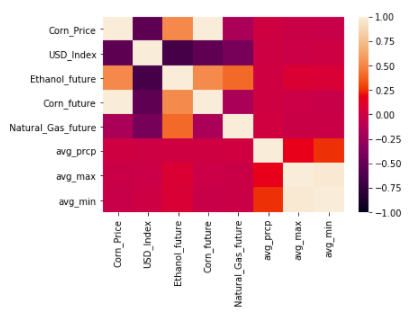 Corn_Price
USD_Index
Ethanol_future
Corn_future
Natural_Gas_future
avg_prcp
avg_max
avg_min
Corn_Price
USD_Index
Ethanol_future
Corn_future
Natural_Gas_future
avg_prcp
avg_max
avg_min
1.00
0.75
0.50
0.25
0.00
−0.25
−0.50
−0.75
−1.00